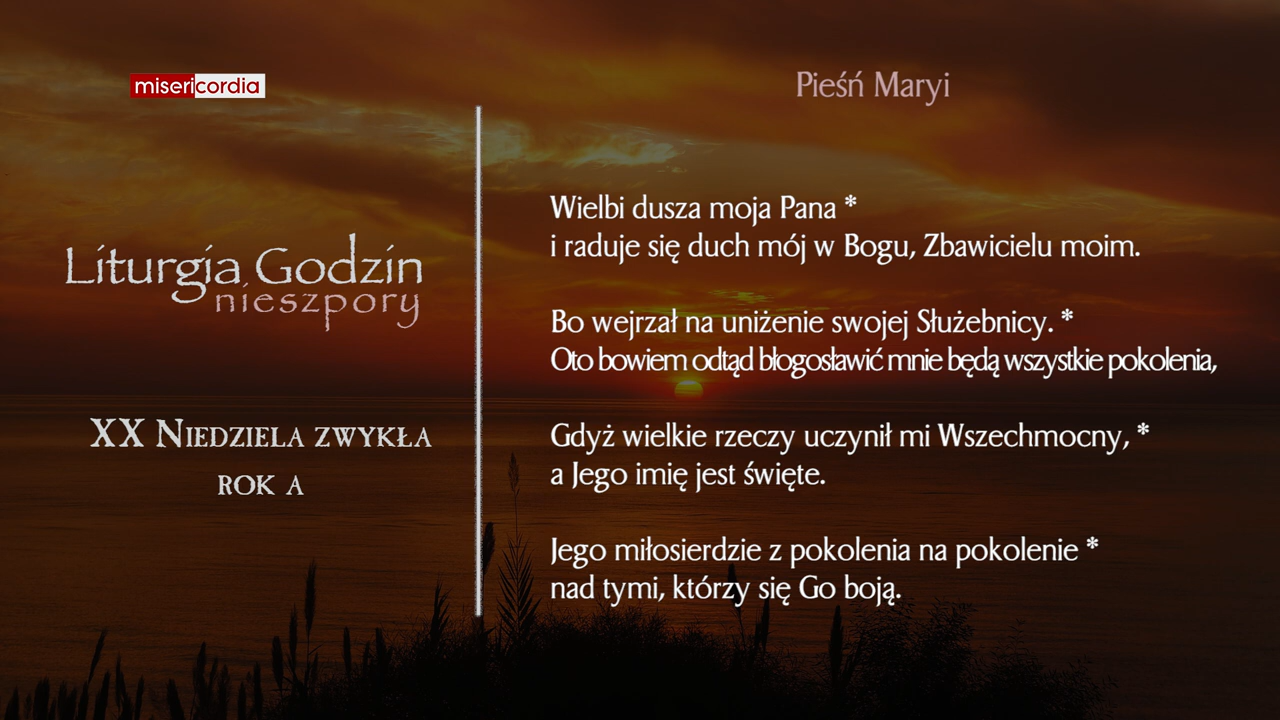 misericordia
Liturgia Godzin
nieszpory
XX Niedziela zwykła
rok A
Pieśń Maryi
Wielbi dusza moja Pana *
i raduje się duch mój w Bogu, Zbawicielu moim.
Bo wejrzał na uniżenie swojej Służebnicy. *
Oto bowiem odtąd błogosławić mnie będą wszystkie pokolenia,
Gdyż wielkie rzeczy uczynił mi Wszechmocny, *
a Jego imię jest święte.
Jego miłosierdzie z pokolenia na pokolenie *
nad tymi, którzy się Go boją.